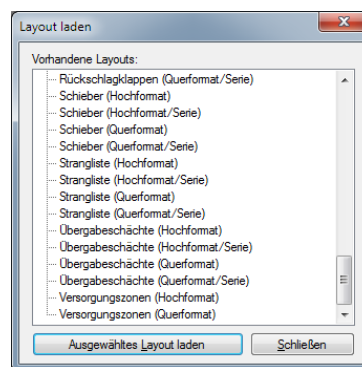 Layout laden
Vorhandene Layouts:
Rückschlagklappen (Querformat/Serie)
Schieber (Hochformat)
Schieber (Hochformat/Serie)
Schieber (Querformat)
Schieber (Querformat/Serie)
Strangliste (Hochformat)
Strangliste (Hochformat/Serie)
Strangliste (Querformat)
Strangliste (Querformat/Serie)
Übergabeschächte (Hochformat)
Übergabeschächte (Hochformat/Serie)
Übergabeschächte (Querformat)
Übergabeschächte (Querformat/Serie)
Versorgungszonen (Hochformat)
Versorgungszonen (Querformat)
Ausgewähltes Layout laden
Schließen